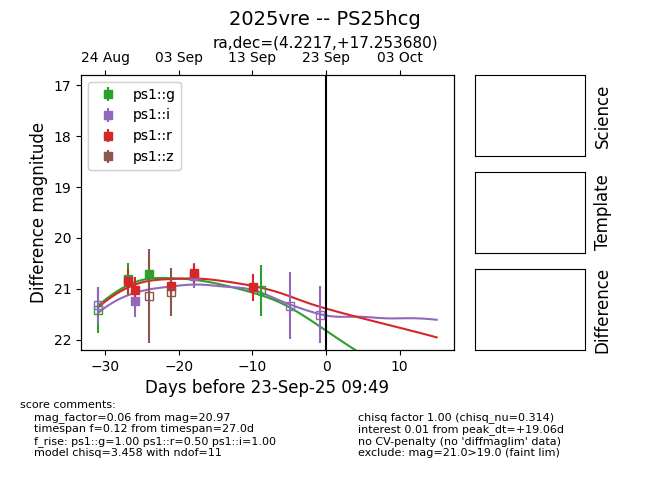 2025vre -- PS25hcg
ra,dec=(4.2217,+17.253680)
24 Aug 03 Sep 13 Sep 23 Sep 03 Oct
ps1::g
ps1::i
ps1::r
ps1::z
17
18
19
20
21
22
Difference magnitude
−30 −20 −10 0 10
Days before 23-Sep-25 09:49
Science
Template
Difference
score comments:
mag_factor=0.06 from mag=20.97
timespan f=0.12 from timespan=27.0d
f_rise: ps1::g=1.00 ps1::r=0.50 ps1::i=1.00
model chisq=3.458 with ndof=11
chisq factor 1.00 (chisq_nu=0.314)
interest 0.01 from peak_dt=+19.06d
no CV-penalty (no 'diffmaglim' data)
exclude: mag=21.0>19.0 (faint lim)